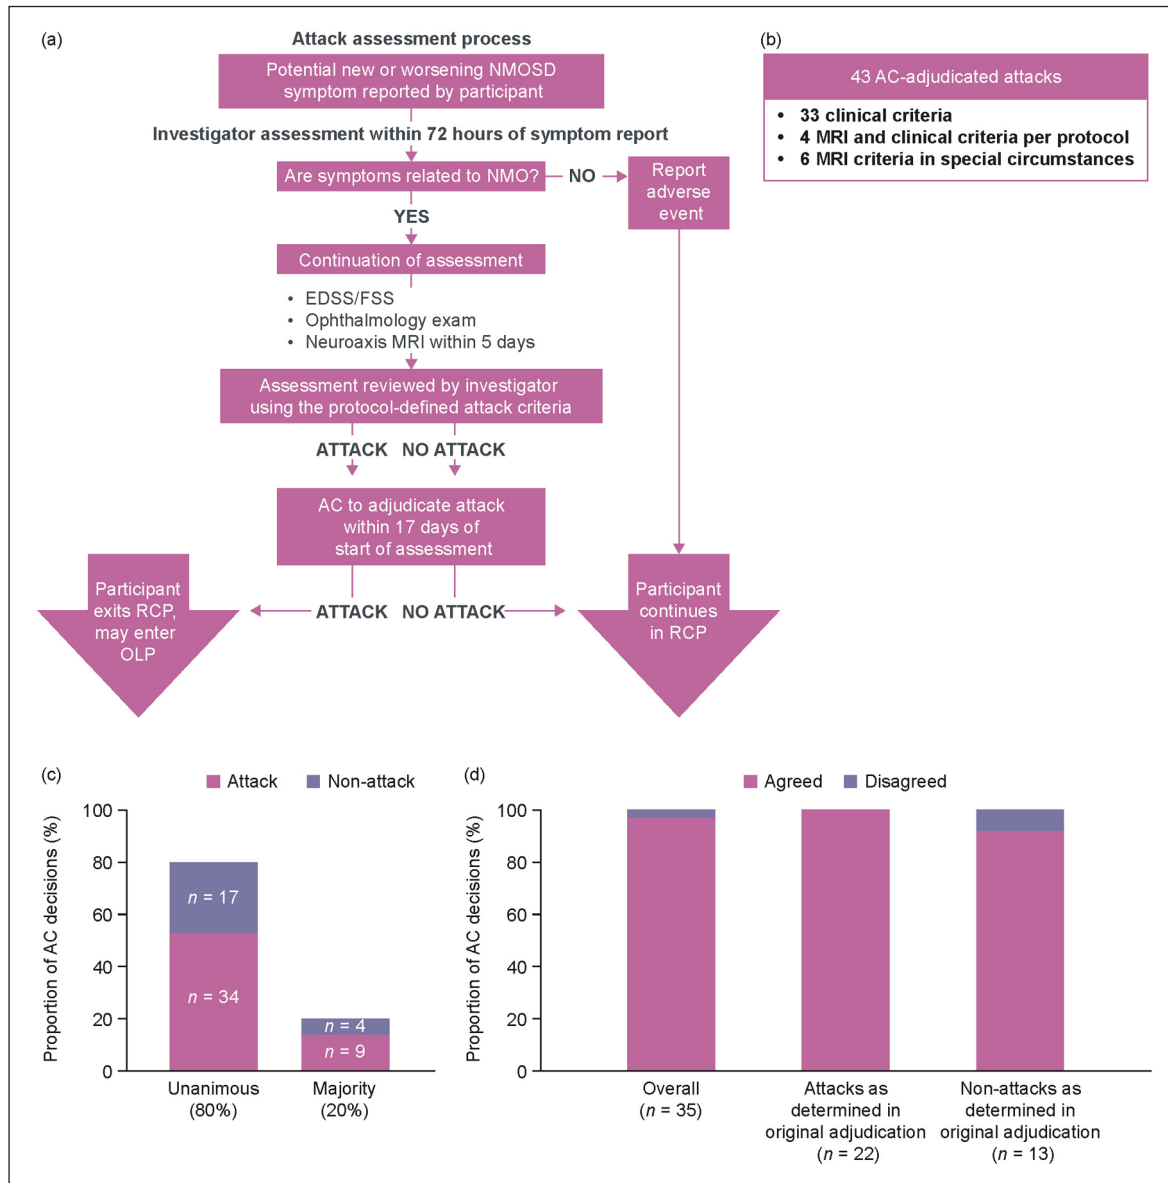 (a)
Attack assessment process
Potential new or worsening NMOSD
symptom reported by participant
Investigator assessment within 72 hours of symptom report
Are symptoms related to NMO?
NO
Report
adverse
event
YES
Continuation of assessment
• EDSS/FSS
• Ophthalmology exam
• Neuroaxis MRI within 5 days
Assessment reviewed by investigator
using the protocol-defined attack criteria
ATTACK NO ATTACK
AC to adjudicate attack
within 17 days of
start of assessment
ATTACK NO ATTACK
Participant
exits RCP,
may enter
OLP
Participant
continues
in RCP
(b)
43 AC-adjudicated attacks
• 33 clinical criteria
• 4 MRI and clinical criteria per protocol
• 6 MRI criteria in special circumstances
(c)
Attack Non-attack
Proportion of AC decisions (%)
100
80
60
40
20
0
n = 17
n = 34
n = 4
n = 9
Unanimous
(80%)
Majority
(20%)
(d)
Agreed Disagreed
Proportion of AC decisions (%)
100
80
60
40
20
0
Overall
(n = 35)
Attacks as
determined in
original adjudication
(n = 22)
Non-attacks as
determined in
original adjudication
(n = 13)